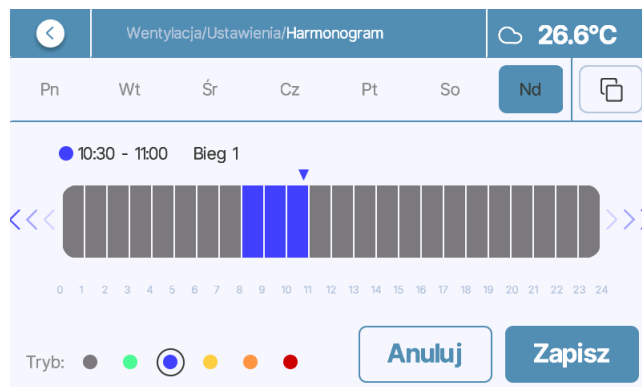 Wentylacja/Ustawienia/Harmonogram 26.6°C
Pn Wt Śr Cz Pt So Nd
10:30 - 11:00 Bieg 1
0 1 2 3 4 5 6 7 8 9 10 11 12 13 14 15 16 17 18 19 20 21 22 23 24
Tryb: Anuluj Zapisz